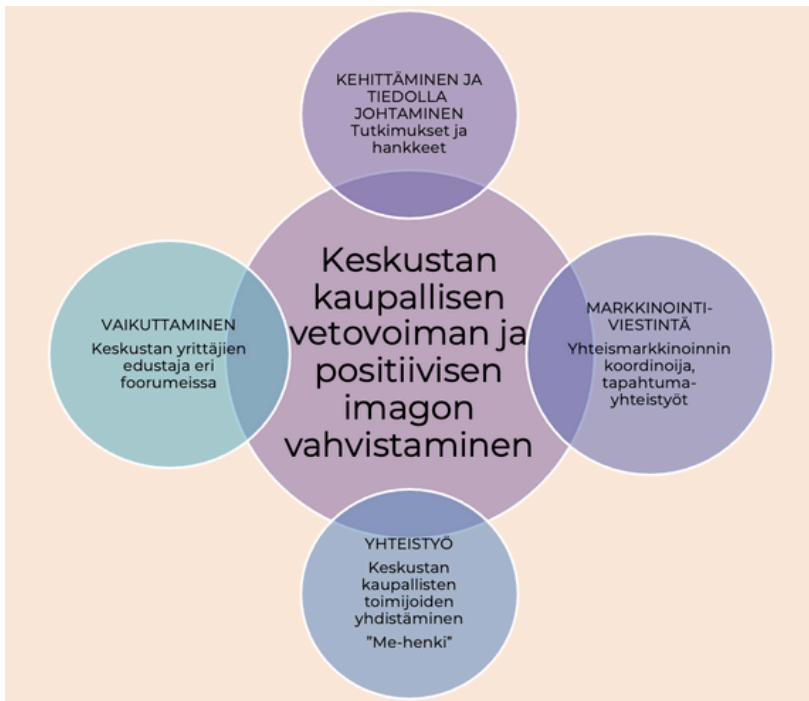 KEHITTÄMINEN JA
TIEDOLLA
JOHTAMINEN
Tutkimukset ja
hankkeet
Keskustan
kaupallisen
vetovoiman ja
positiivisen
imagon
vahvistaminen
VAIKUTTAMINEN
Keskustan yrittäjien
edustaja eri
foorumeissa
MARKKINOINTI-
VIESTINTÄ
Yhteismarkkinoinnin
koordinoija,
tapahtuma-
yhteistyöt
YHTEISTYÖ
Keskustan
kaupallisten
toimijoiden
yhdistäminen
”Me-henki”